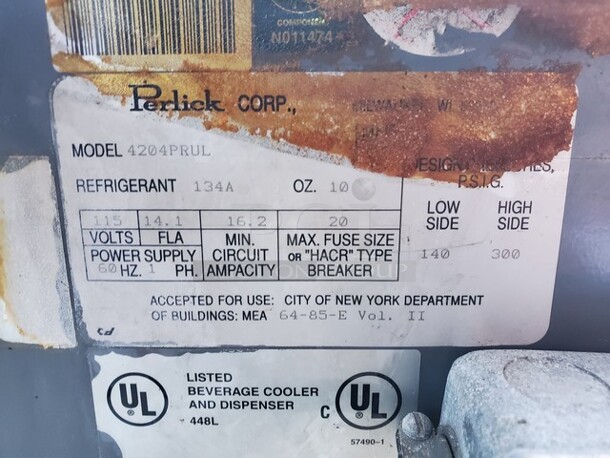 COMPONENT
N011474
Perlick CORP.,
MODEL 4204PRUL
REFRIGERANT 134A OZ. 10
P.S.I.G.
LOW SIDE HIGH SIDE
140 300
115 14.1 16.2 20
VOLTS FLA MIN. CIRCUIT AMPACITY MAX. FUSE SIZE OR "HACR" TYPE BREAKER
POWER SUPPLY
60 HZ. 1 PH.
ACCEPTED FOR USE: CITY OF NEW YORK DEPARTMENT
OF BUILDINGS: MEA 64-85-E Vol. II
cd
UL
LISTED
BEVERAGE COOLER
AND DISPENSER
448L
C UL
57490-1